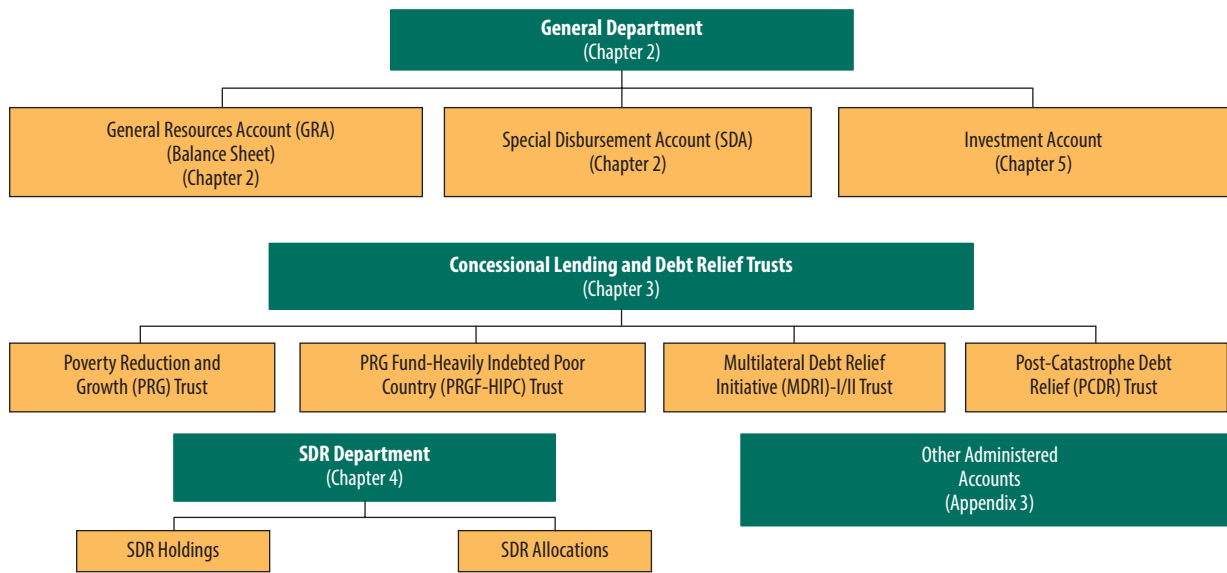 General Department
(Chapter 2)
General Resources Account (GRA)
(Balance Sheet)
(Chapter 2)
Special Disbursement Account (SDA)
(Chapter 2)
Investment Account
(Chapter 5)
Concessional Lending and Debt Relief Trusts
(Chapter 3)
Poverty Reduction and
Growth (PRG) Trust
PRG Fund-Heavily Indebted Poor
Country (PRGF-HIPC) Trust
Multilateral Debt Relief
Initiative (MDRI)-I/II Trust
Post-Catastrophe Debt
Relief (PCDR) Trust
SDR Department
(Chapter 4)
Other Administered
Accounts
(Appendix 3)
SDR Holdings
SDR Allocations